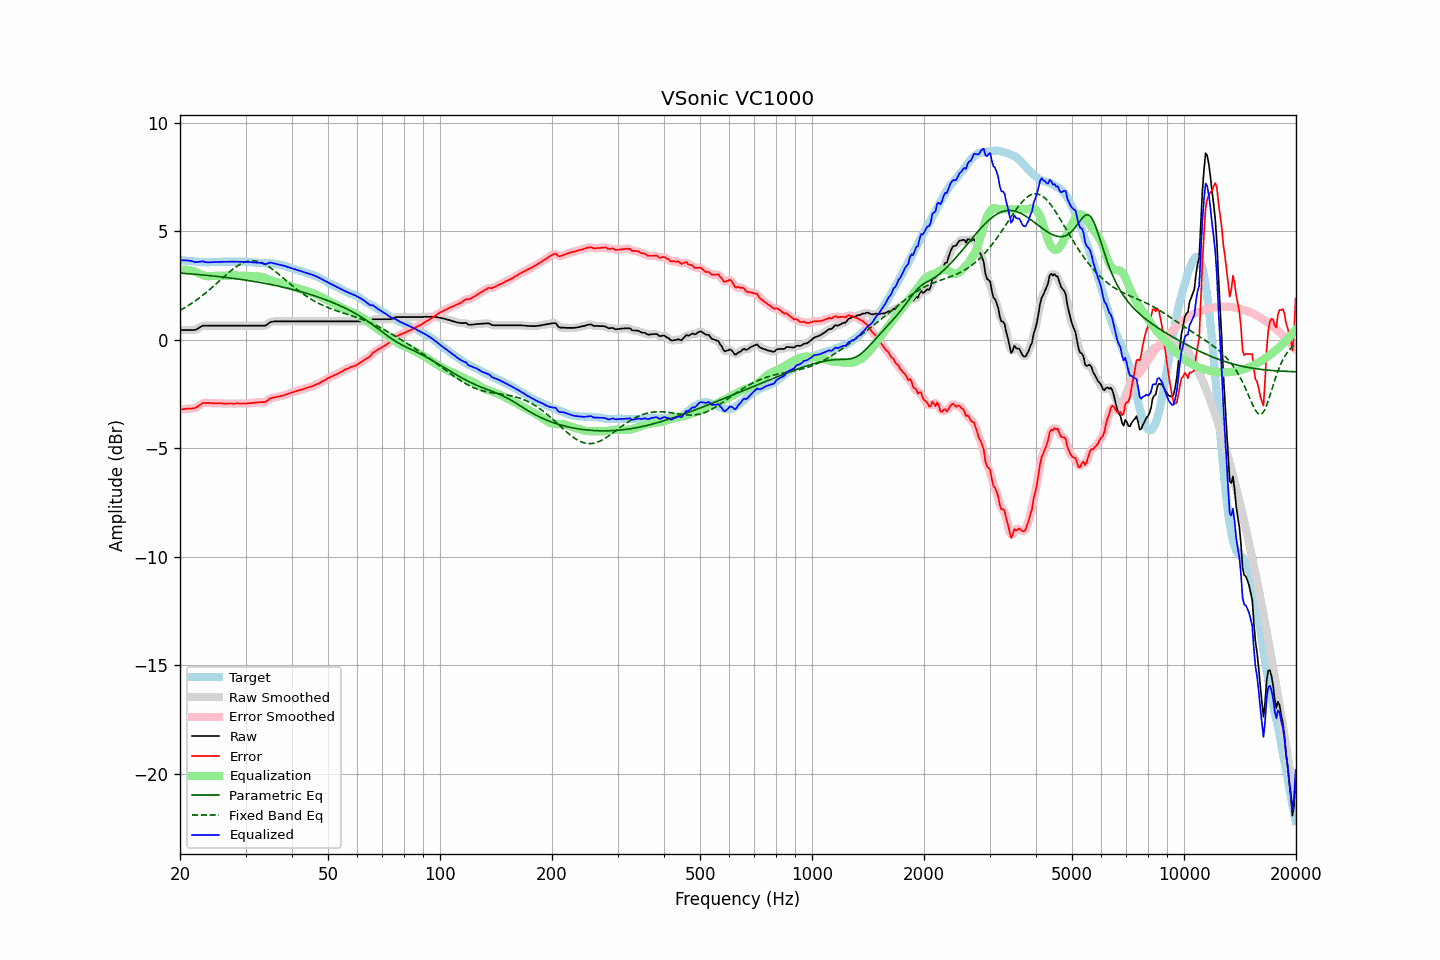 VSonic VC1000
Amplitude (dBr)
10
5
0
−5
−10
−15
−20
Target
Raw Smoothed
Error Smoothed
Raw
Error
Equalization
Parametric Eq
Fixed Band Eq
Equalized
20 50 100 200 500 1000 2000 5000 10000 20000
Frequency (Hz)